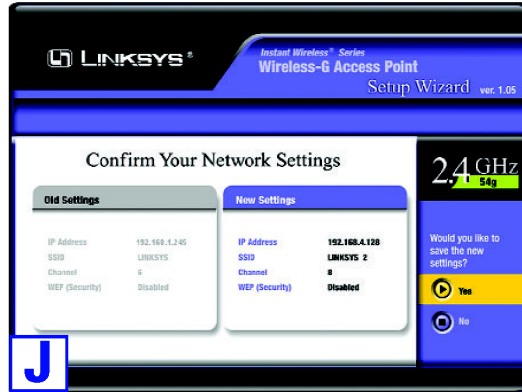 LINKSYS®
Instant Wireless® Series
Wireless-G Access Point
Setup Wizard ver. 1.05
Confirm Your Network Settings
2.4 GHz
54g
Old Settings
IP Address 192.168.1.245
SSID LINKSYS
Channel 6
WEP (Security) Disabled
New Settings
IP Address 192.168.4.128
SSID LINKSYS 2
Channel 8
WEP (Security) Disabled
Would you like to
save the new
settings?
Yes
No
J